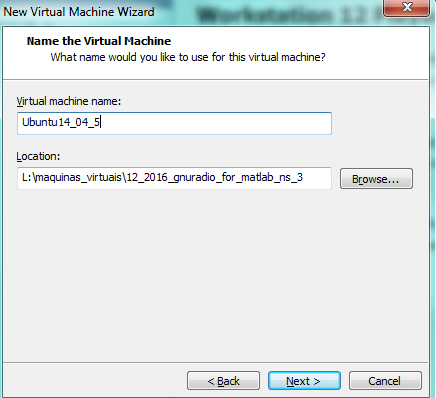 New Virtual Machine Wizard
Workstation 12 Play
Name the Virtual Machine
What name would you like to use for this virtual machine?
Virtual machine name:
Ubuntu14_04_5
Location:
L:\maquinas_virtuais\12_2016_gnuradio_for_matlab_ns_3
Browse...
< Back
Next >
Cancel